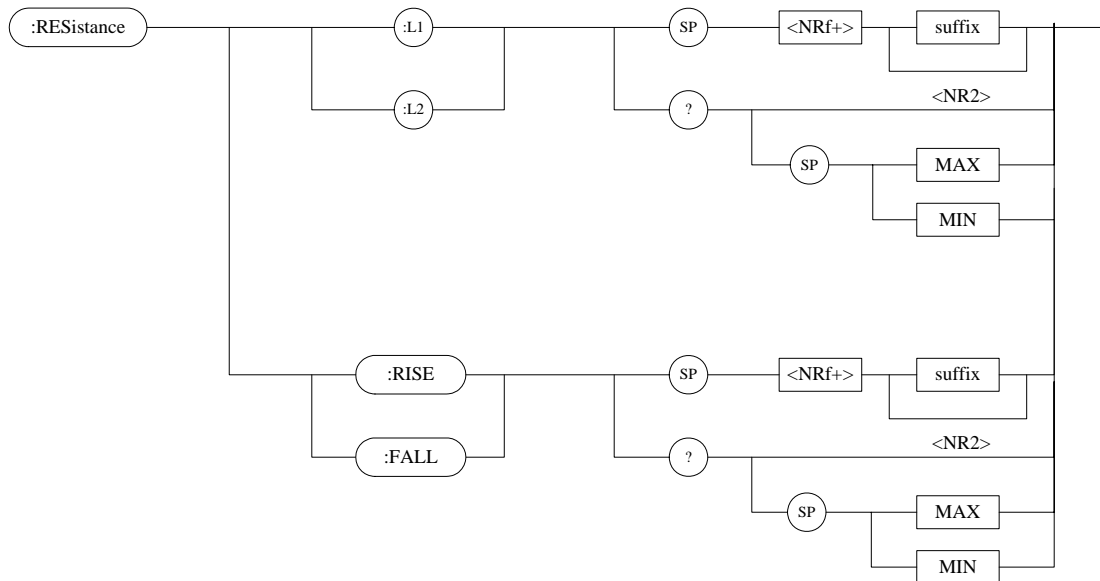 :RESistance :L1 SP <NRf+> suffix
:L2 ? <NR2>
SP MAX
MIN
:RISE SP <NRf+> suffix
:FALL ? <NR2>
SP MAX
MIN